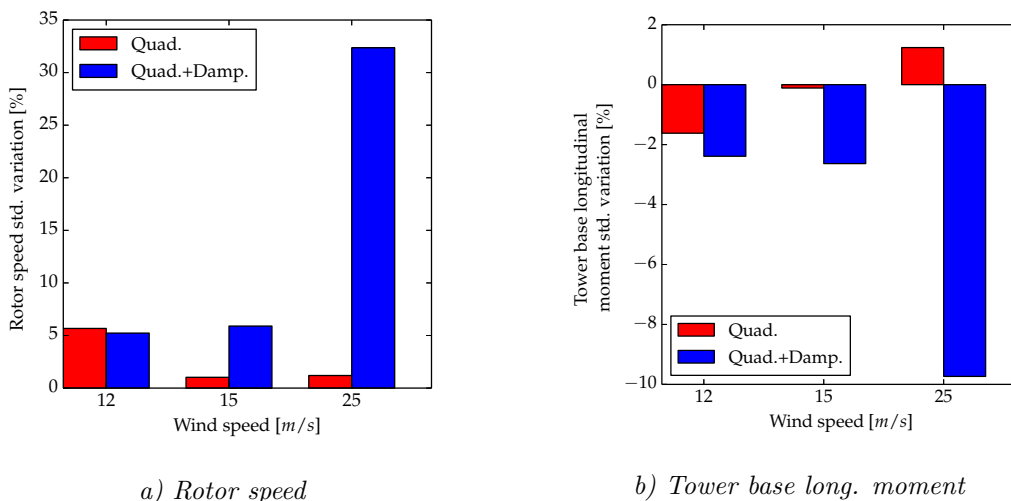 35
30
25
20
15
10
5
0
Rotor speed std. variation [%]
Quad.
Quad.+Damp.
12
15
25
Wind speed [m/s]
a) Rotor speed
2
0
−2
−4
−6
−8
−10
Tower base longitudinal
moment std. variation [%]
Quad.
Quad.+Damp.
12
15
25
Wind speed [m/s]
b) Tower base long. moment